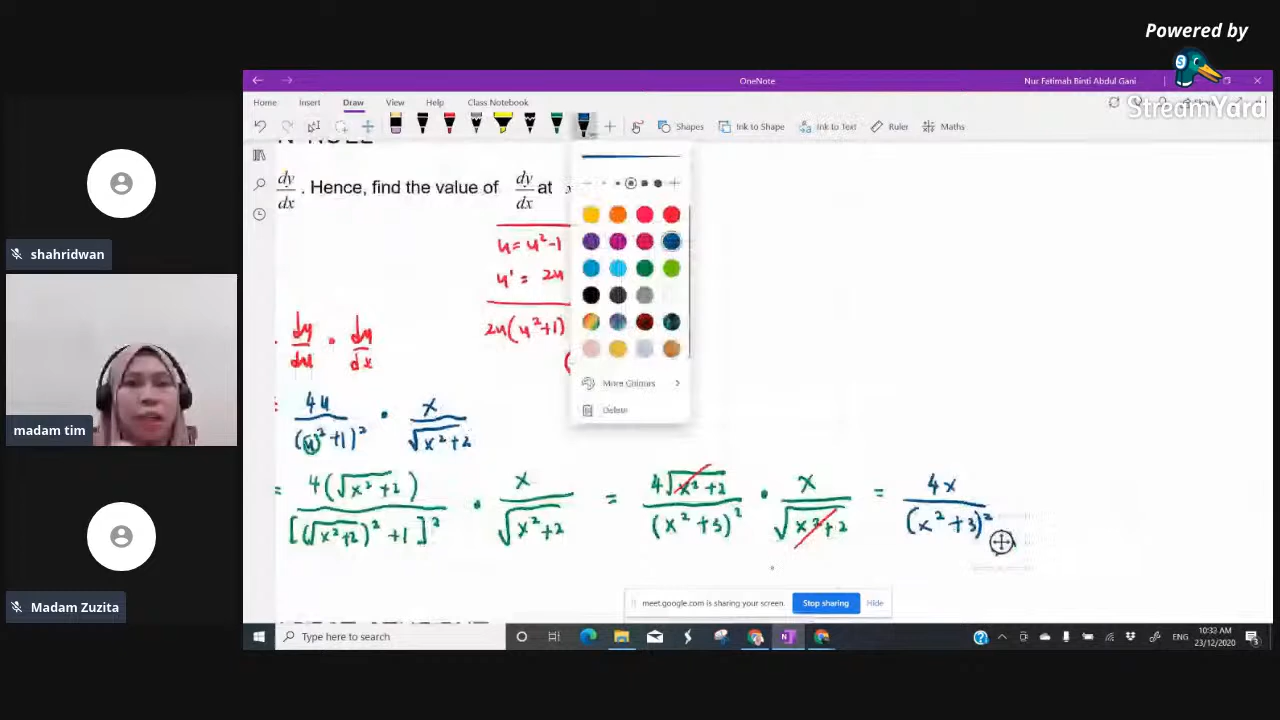 Powered by
StreamYard
OneNote
Nur Fatimah Binti Abdul Gani
Home Insert Draw View Help Class Notebook
Shapes Ink to Shape Ink to Text Ruler Maths
dy/dx . Hence, find the value of dy/dx at x
u = u²-1
u' = 2u
2u(u²+1)
dy/du · du/dx
= 4u/(u²+1)² · x/√x²+2
= 4(√x²+2)/[(√x²+2)²+1]² · x/√x²+2 = 4√x²+2/(x²+3)² · x/√x²+2 = 4x/(x²+3)²
More Colours
Delete
shahridwan
madam tim
Madam Zuzita
meet.google.com is sharing your screen. Stop sharing Hide
Type here to search
ENG
10:33 AM
23/12/2020